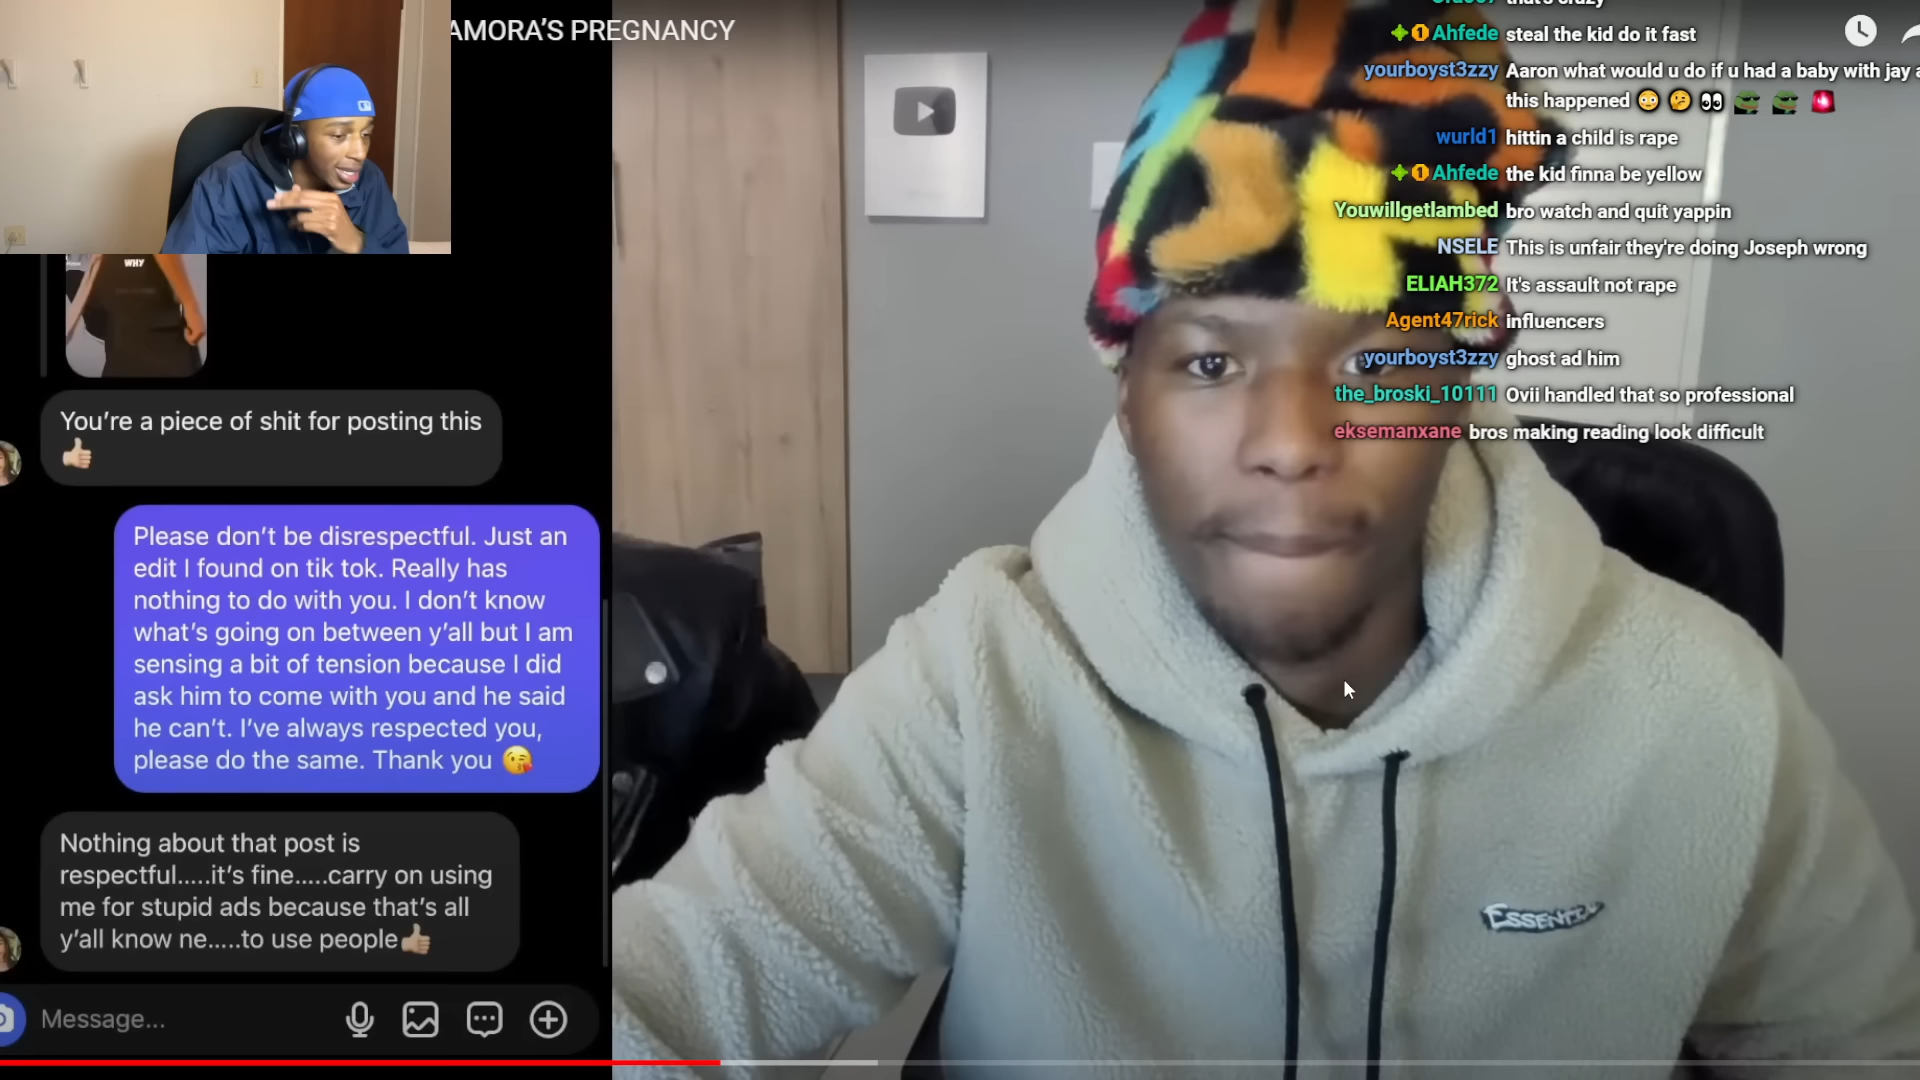 AMORA'S PREGNANCY
WHY
You're a piece of shit for posting this
👍🏼
Please don't be disrespectful. Just an
edit I found on tik tok. Really has
nothing to do with you. I don't know
what's going on between y'all but I am
sensing a bit of tension because I did
ask him to come with you and he said
he can't. I've always respected you,
please do the same. Thank you 😘
Nothing about that post is
respectful.....it's fine.....carry on using
me for stupid ads because that's all
y'all know ne.....to use people👍🏼
Message...
that's crazy
Ahfede steal the kid do it fast
yourboyst3zzy Aaron what would u do if u had a baby with jay a
this happened 😳 🤔 👀
wurld1 hittin a child is rape
Ahfede the kid finna be yellow
Youwillgetlambed bro watch and quit yappin
NSELE This is unfair they're doing Joseph wrong
ELIAH372 It's assault not rape
Agent47rick influencers
yourboyst3zzy ghost ad him
the_broski_10111 Ovii handled that so professional
eksemanxane bros making reading look difficult